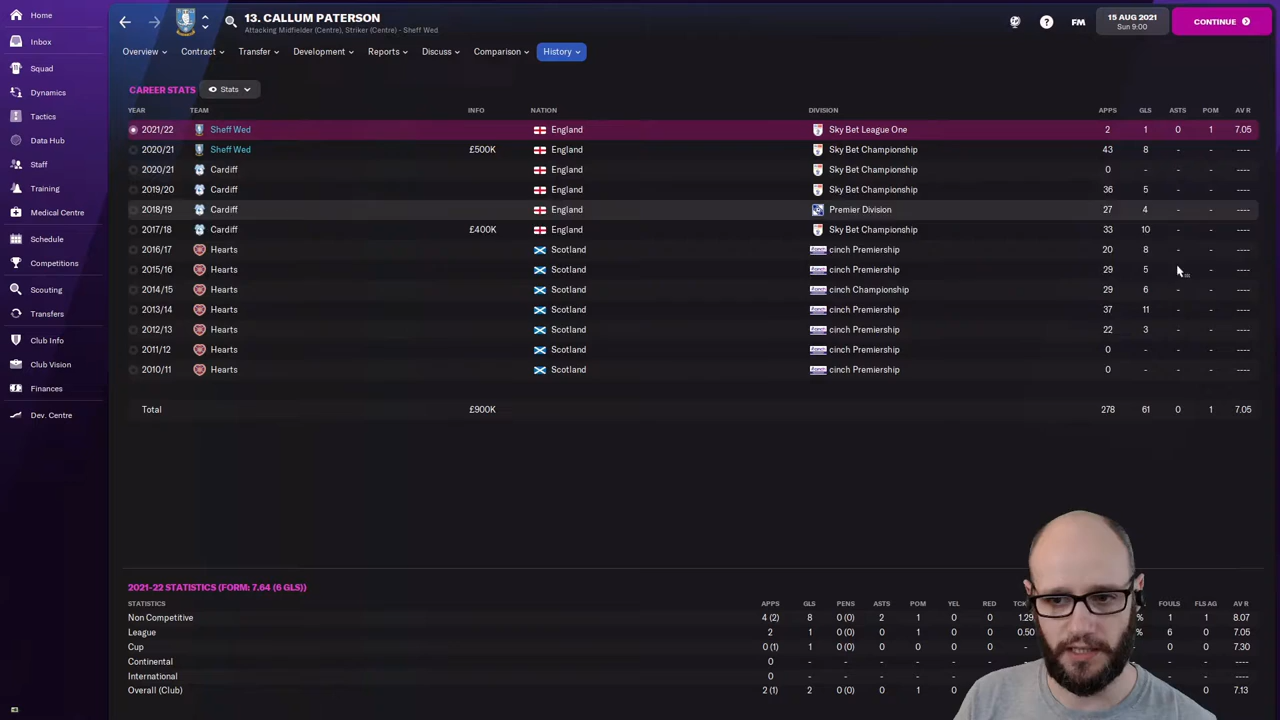 Home
Inbox
Squad
Dynamics
Tactics
Data Hub
Staff
Training
Medical Centre
Schedule
Competitions
Scouting
Transfers
Club Info
Club Vision
Finances
Dev. Centre
13. CALLUM PATERSON
Attacking Midfielder (Centre), Striker (Centre) - Sheff Wed
FM
15 AUG 2021
Sun 9:00
CONTINUE
Overview Contract Transfer Development Reports Discuss Comparison History
CAREER STATS Stats
YEAR TEAM INFO NATION DIVISION APPS GLS ASTS POM AV R
2021/22 Sheff Wed England Sky Bet League One 2 1 0 1 7.05
2020/21 Sheff Wed £500K England Sky Bet Championship 43 8 - - ----
2020/21 Cardiff England Sky Bet Championship 0 - - - ----
2019/20 Cardiff England Sky Bet Championship 36 5 - - ----
2018/19 Cardiff England Premier Division 27 4 - - ----
2017/18 Cardiff £400K England Sky Bet Championship 33 10 - - ----
2016/17 Hearts Scotland cinch Premiership 20 8 - - ----
2015/16 Hearts Scotland cinch Premiership 29 5 - ----
2014/15 Hearts Scotland cinch Championship 29 6 - - ----
2013/14 Hearts Scotland cinch Premiership 37 11 - - ----
2012/13 Hearts Scotland cinch Premiership 22 3 - - ----
2011/12 Hearts Scotland cinch Premiership 0 - - - ----
2010/11 Hearts Scotland cinch Premiership 0 - - - ----
Total £900K 278 61 0 1 7.05
2021-22 STATISTICS (FORM: 7.64 (6 GLS))
STATISTICS APPS GLS PENS ASTS POM YEL RED TCK FOULS FLS AG AV R
Non Competitive 4 (2) 8 0 (0) 2 1 0 0 1.29 % 1 1 8.07
League 2 1 0 (0) 0 1 0 0 0.50 % 6 0 7.05
Cup 0 (1) 1 0 (0) 0 0 0 0 - - 0 7.30
Continental 0 - - - - - - - - - ----
International 0 - - - - - - - - - ----
Overall (Club) 2 (1) 2 0 (0) 0 1 0 0 7.13